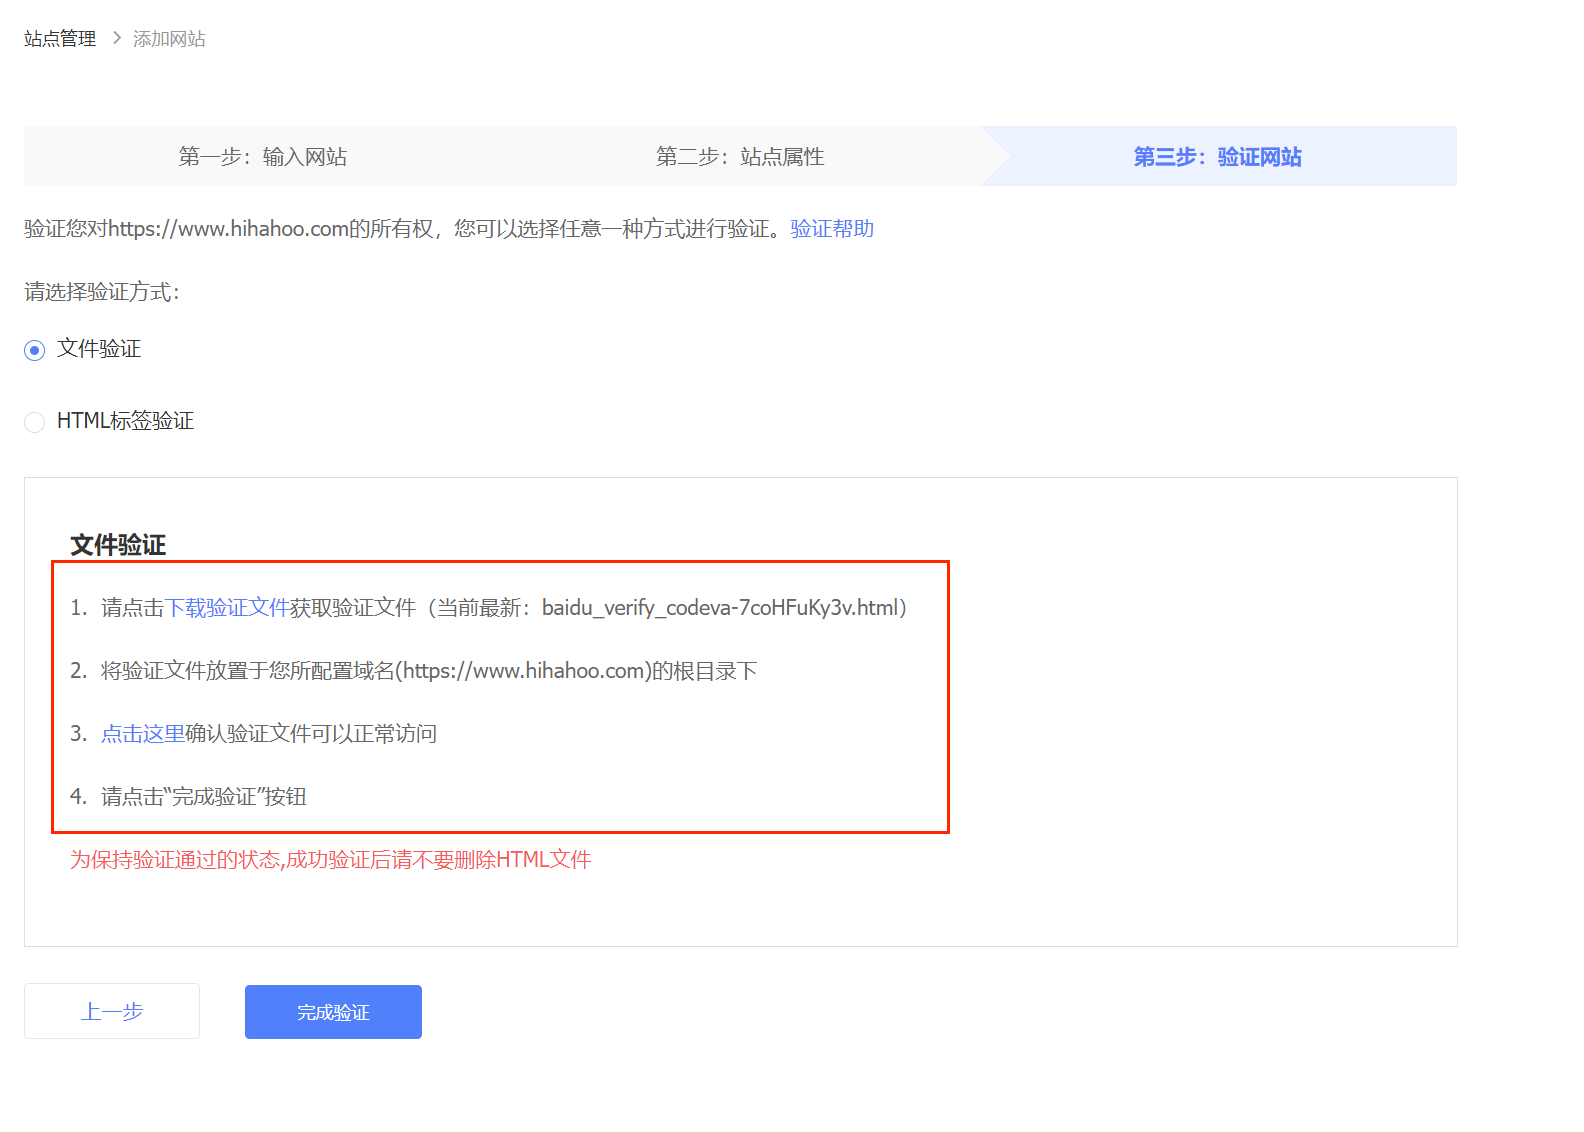 站点管理 > 添加网站
第一步：输入网站 第二步：站点属性 第三步：验证网站
验证您对https://www.hihahoo.com的所有权，您可以选择任意一种方式进行验证。验证帮助
请选择验证方式：
文件验证
HTML标签验证
文件验证
1. 请点击下载验证文件获取验证文件（当前最新：baidu_verify_codeva-7coHFuKy3v.html）
2. 将验证文件放置于您所配置域名(https://www.hihahoo.com)的根目录下
3. 点击这里确认验证文件可以正常访问
4. 请点击“完成验证”按钮
为保持验证通过的状态,成功验证后请不要删除HTML文件
上一步 完成验证